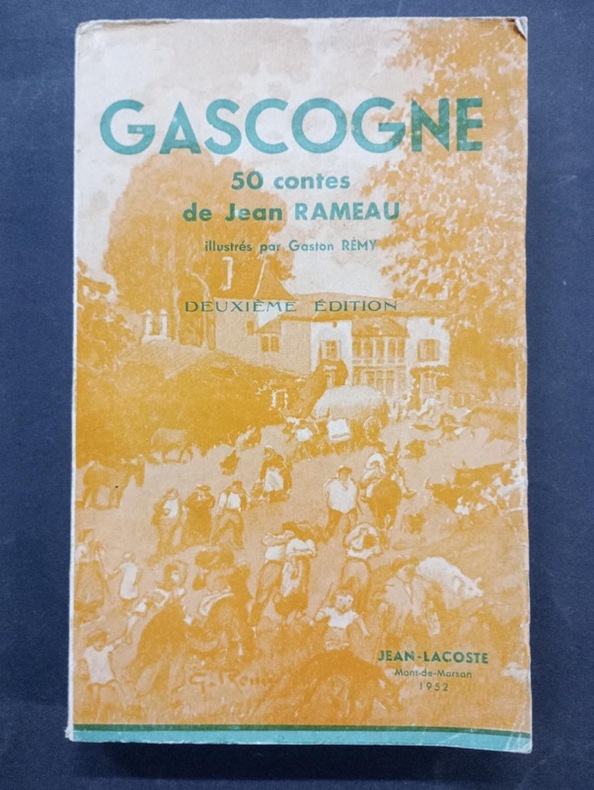 GASCOGNE
50 contes
de Jean RAMEAU
illustrés par Gaston RÉMY
DEUXIÈME ÉDITION
JEAN-LACOSTE
Mont-de-Marsan
1952